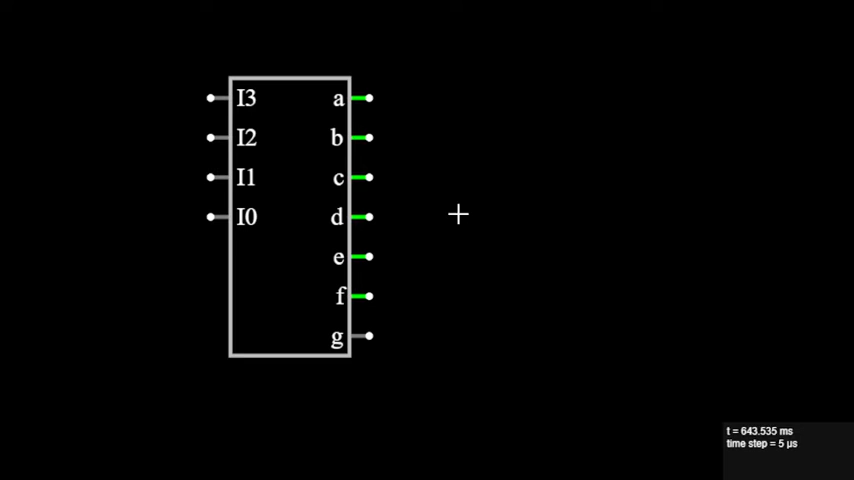 I3 a
I2 b
I1 c
I0 d
e
f
g
t = 643.535 ms
time step = 5 µs